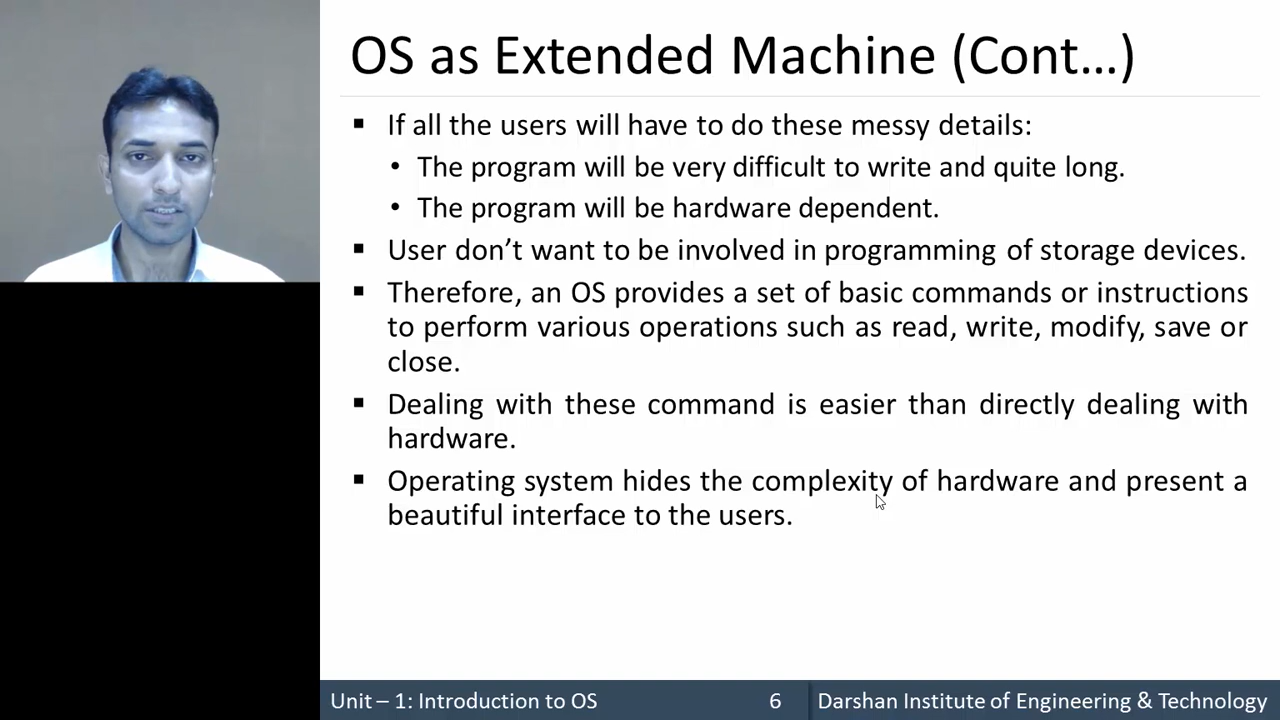 OS as Extended Machine (Cont…)
▪ If all the users will have to do these messy details:
• The program will be very difficult to write and quite long.
• The program will be hardware dependent.
▪ User don’t want to be involved in programming of storage devices.
▪ Therefore, an OS provides a set of basic commands or instructions
to perform various operations such as read, write, modify, save or
close.
▪ Dealing with these command is easier than directly dealing with
hardware.
▪ Operating system hides the complexity of hardware and present a
beautiful interface to the users.
Unit – 1: Introduction to OS 6 Darshan Institute of Engineering & Technology